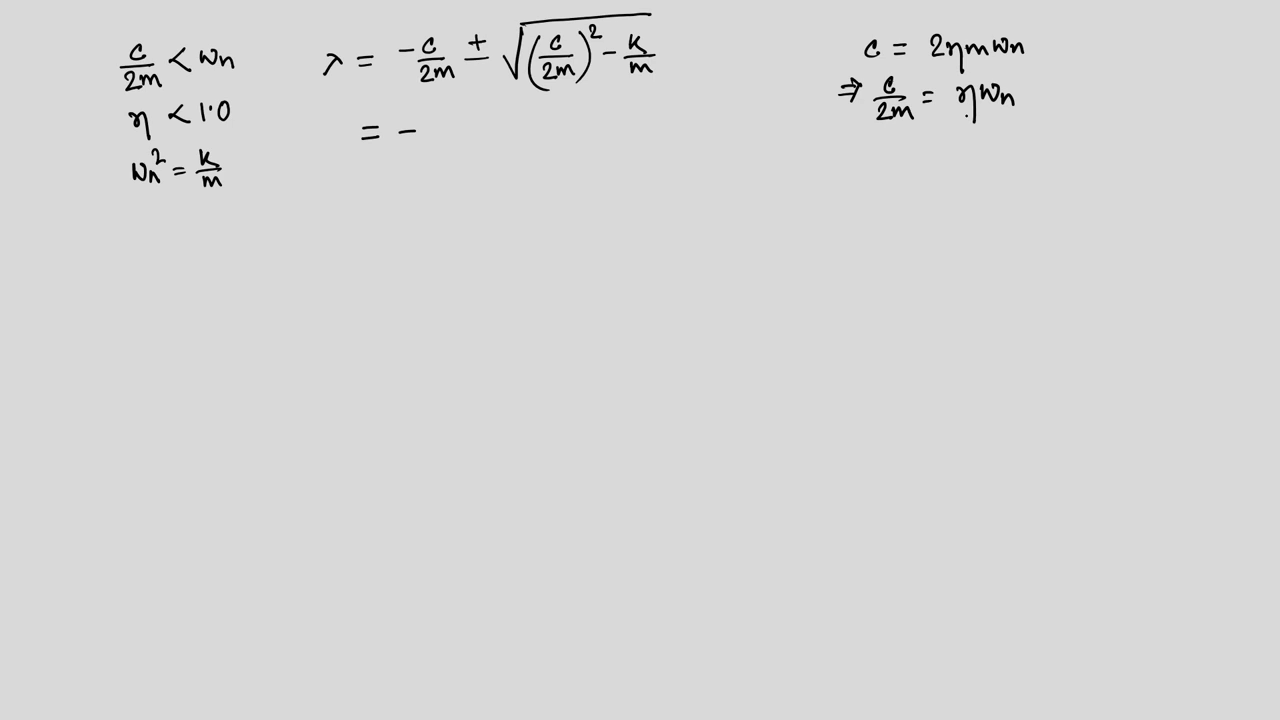 c/2m < ωn
η < 1.0
ωn² = k/m
λ = -c/2m ± √((c/2m)² - k/m)
= -
c = 2ηmωn
⇒ c/2m = ηωn